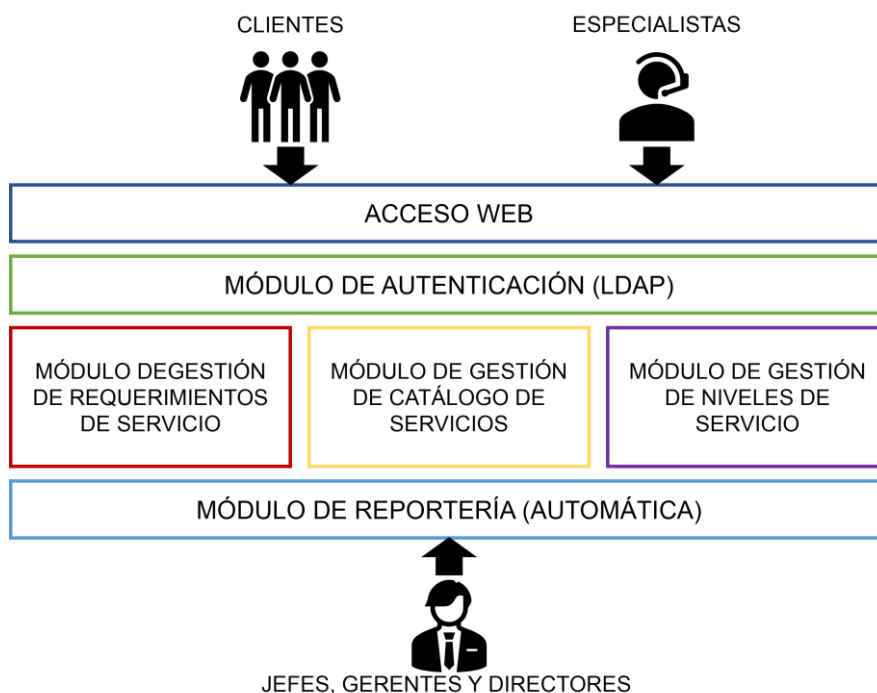 CLIENTES
ESPECIALISTAS
ACCESO WEB
MÓDULO DE AUTENTICACIÓN (LDAP)
MÓDULO DEGESTIÓN
DE REQUERIMIENTOS
DE SERVICIO
MÓDULO DE GESTIÓN
DE CATÁLOGO DE
SERVICIOS
MÓDULO DE GESTIÓN
DE NIVELES DE
SERVICIO
MÓDULO DE REPORTERÍA (AUTOMÁTICA)
JEFES, GERENTES Y DIRECTORES